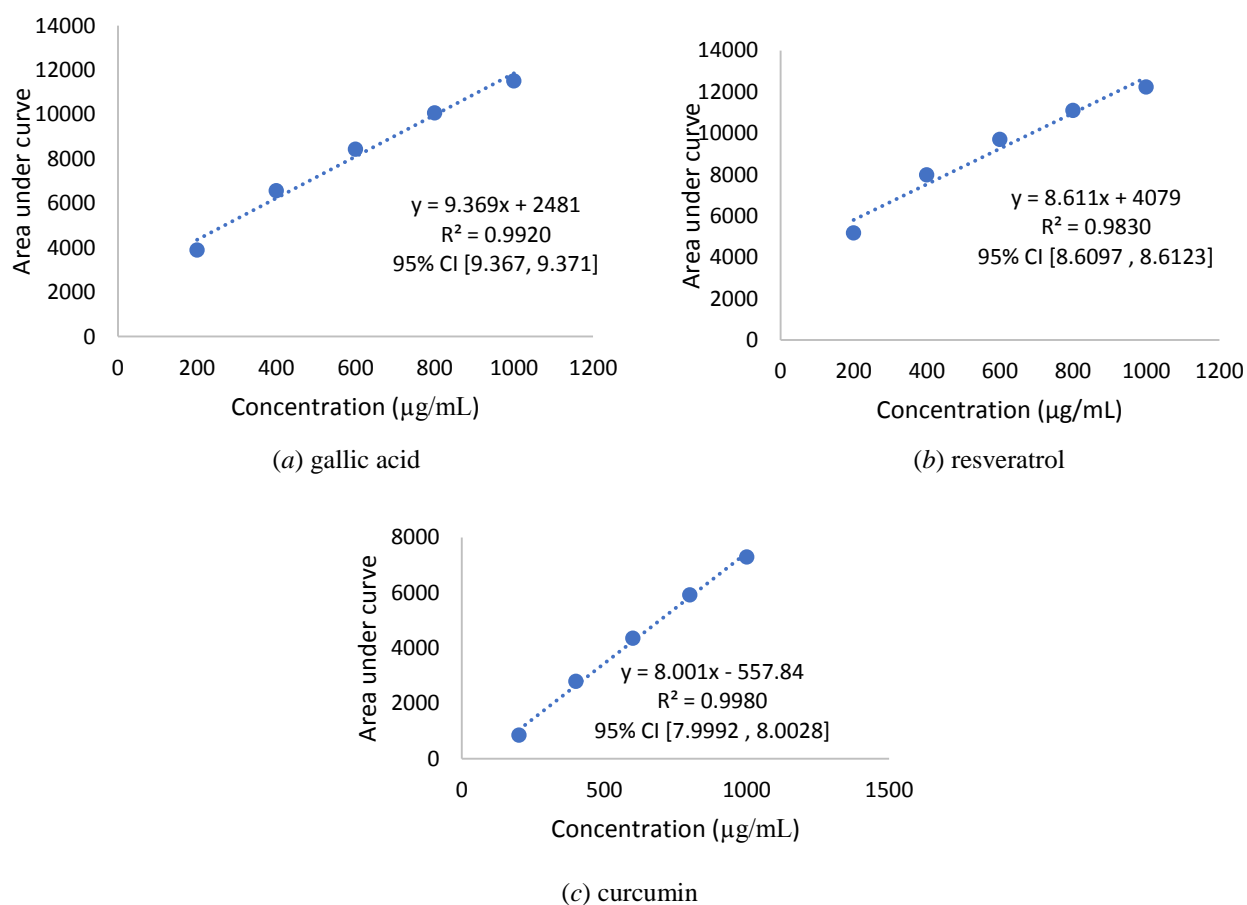 14000
12000
10000
8000
6000
4000
2000
0
Area under curve
y = 9.369x + 2481
R² = 0.9920
95% CI [9.367, 9.371]
0 200 400 600 800 1000 1200
Concentration (µg/mL)
(a) gallic acid
14000
12000
10000
8000
6000
4000
2000
0
Area under curve
y = 8.611x + 4079
R² = 0.9830
95% CI [8.6097 , 8.6123]
0 200 400 600 800 1000 1200
Concentration (µg/mL)
(b) resveratrol
8000
6000
4000
2000
0
Area under curve
y = 8.001x - 557.84
R² = 0.9980
95% CI [7.9992 , 8.0028]
0 500 1000 1500
Concentration (µg/mL)
(c) curcumin